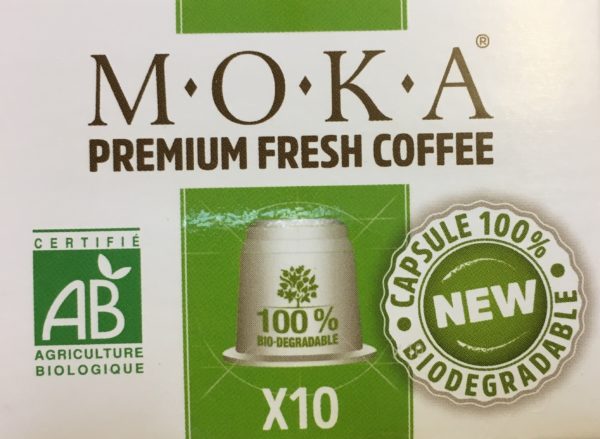 M·O·K·A®
PREMIUM FRESH COFFEE
CERTIFIÉ
AB
AGRICULTURE
BIOLOGIQUE
100%
BIO-DEGRADABLE
X10
CAPSULE 100%
NEW
BIODEGRADABLE